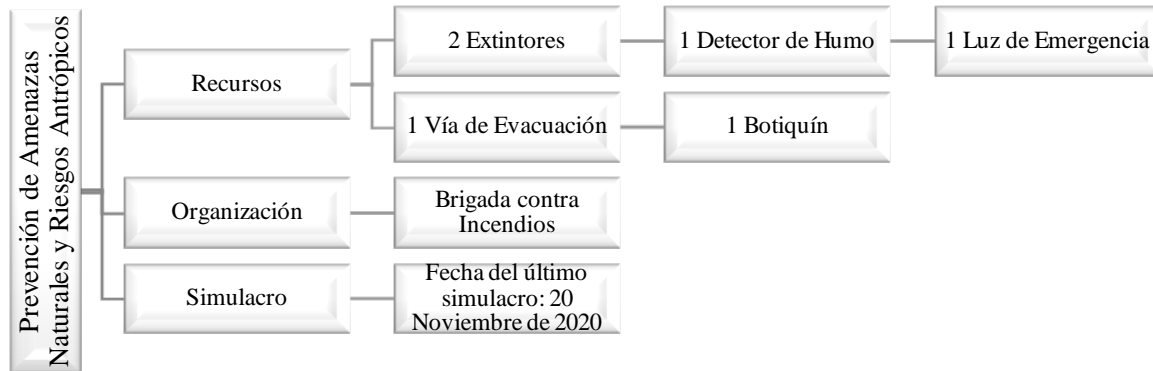 Prevención de Amenazas
Naturales y Riesgos Antrópicos
Recursos
2 Extintores
1 Detector de Humo
1 Luz de Emergencia
1 Vía de Evacuación
1 Botiquín
Organización
Brigada contra
Incendios
Simulacro
Fecha del último
simulacro: 20
Noviembre de 2020